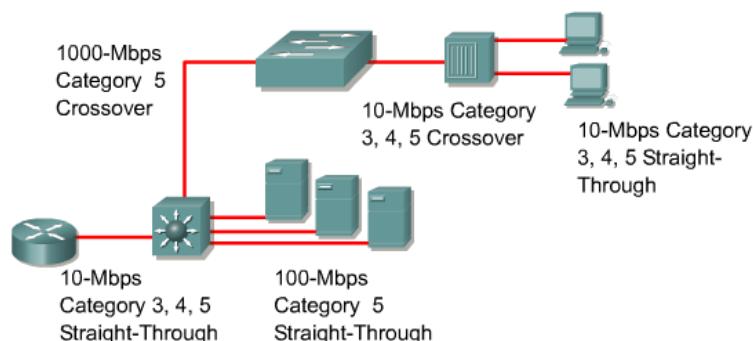 1000-Mbps
Category 5
Crossover
10-Mbps Category
3, 4, 5 Crossover
10-Mbps Category
3, 4, 5 Straight-
Through
10-Mbps
Category 3, 4, 5
Straight-Through
100-Mbps
Category 5
Straight-Through